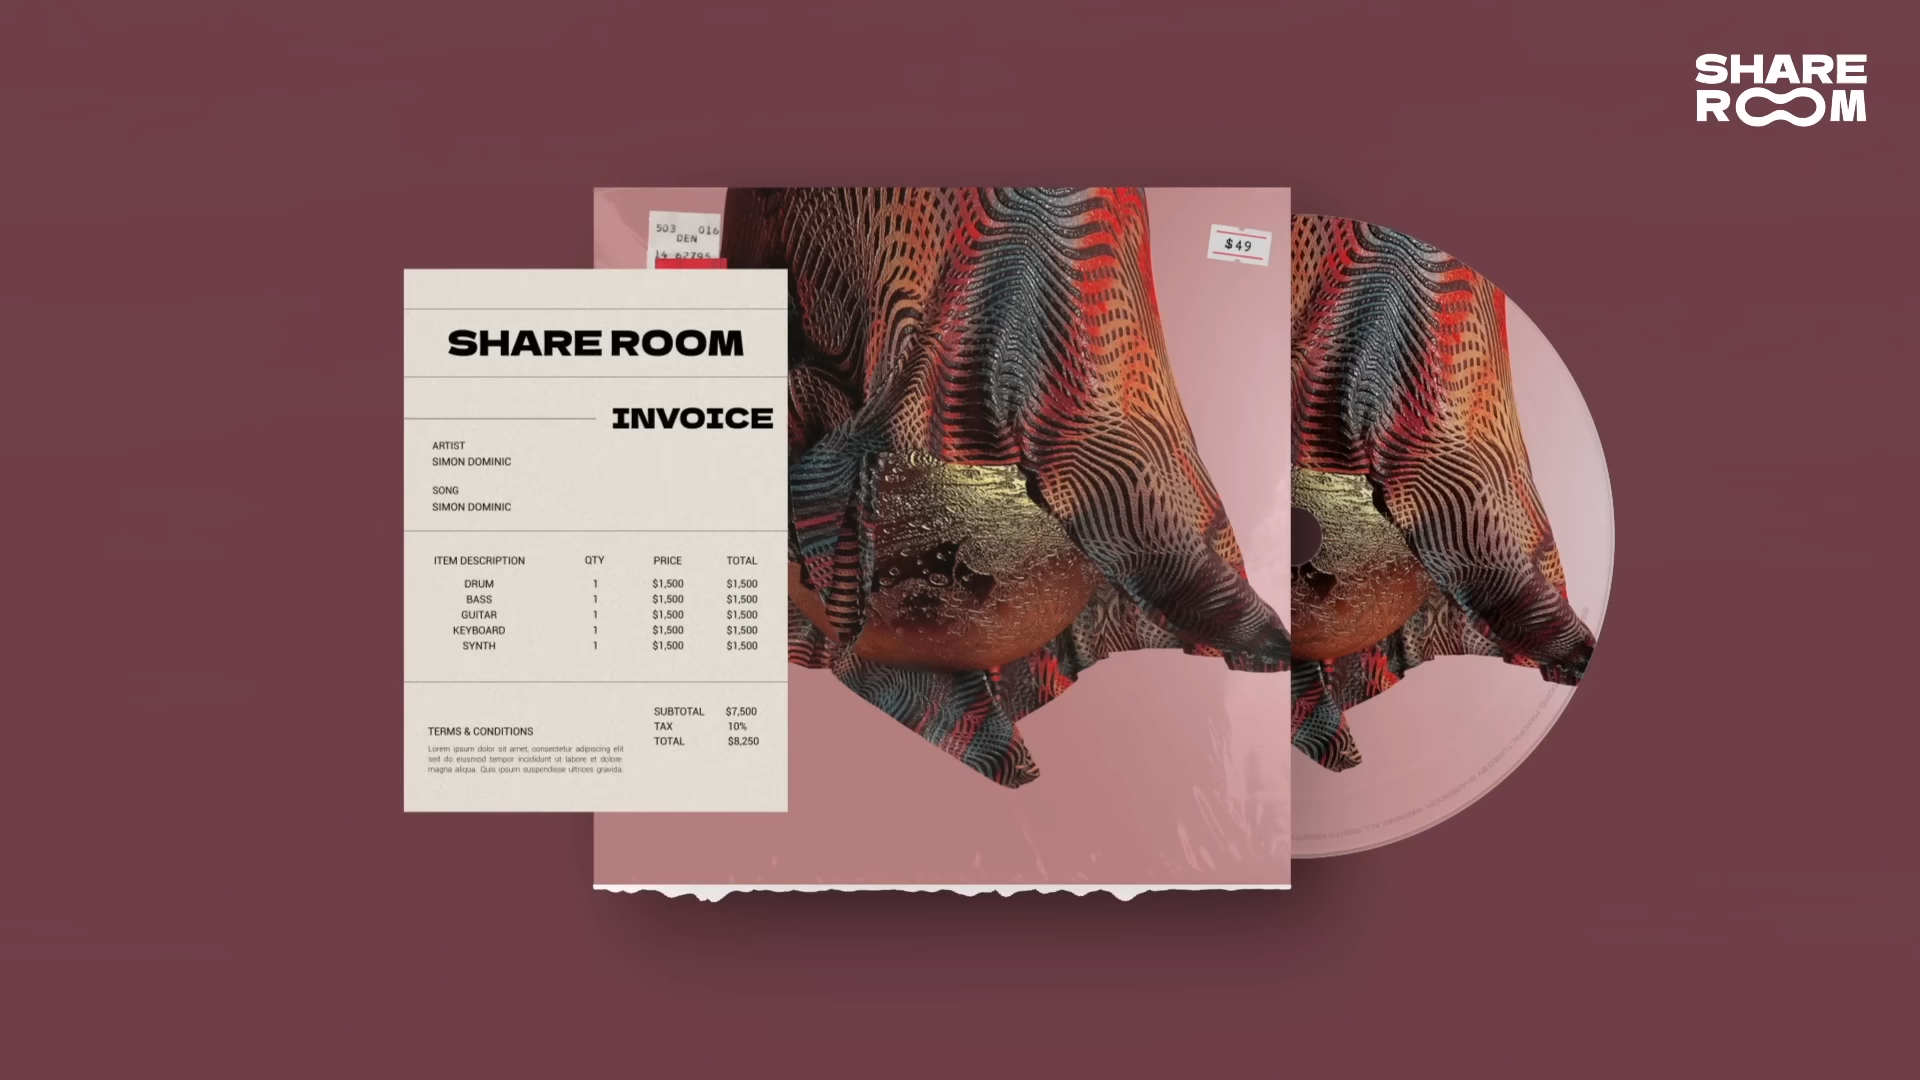 SHARE
ROOM
503 016
DEN
14 62795
$49
SHARE ROOM
INVOICE
ARTIST
SIMON DOMINIC
SONG
SIMON DOMINIC
ITEM DESCRIPTION QTY PRICE TOTAL
DRUM 1 $1,500 $1,500
BASS 1 $1,500 $1,500
GUITAR 1 $1,500 $1,500
KEYBOARD 1 $1,500 $1,500
SYNTH 1 $1,500 $1,500
SUBTOTAL $7,500
TAX 10%
TOTAL $8,250
TERMS & CONDITIONS
Lorem ipsum dolor sit amet, consectetur adipiscing elit
sed do eiusmod tempor incididunt ut labore et dolore
magna aliqua. Quis ipsum suspendisse ultrices gravida.